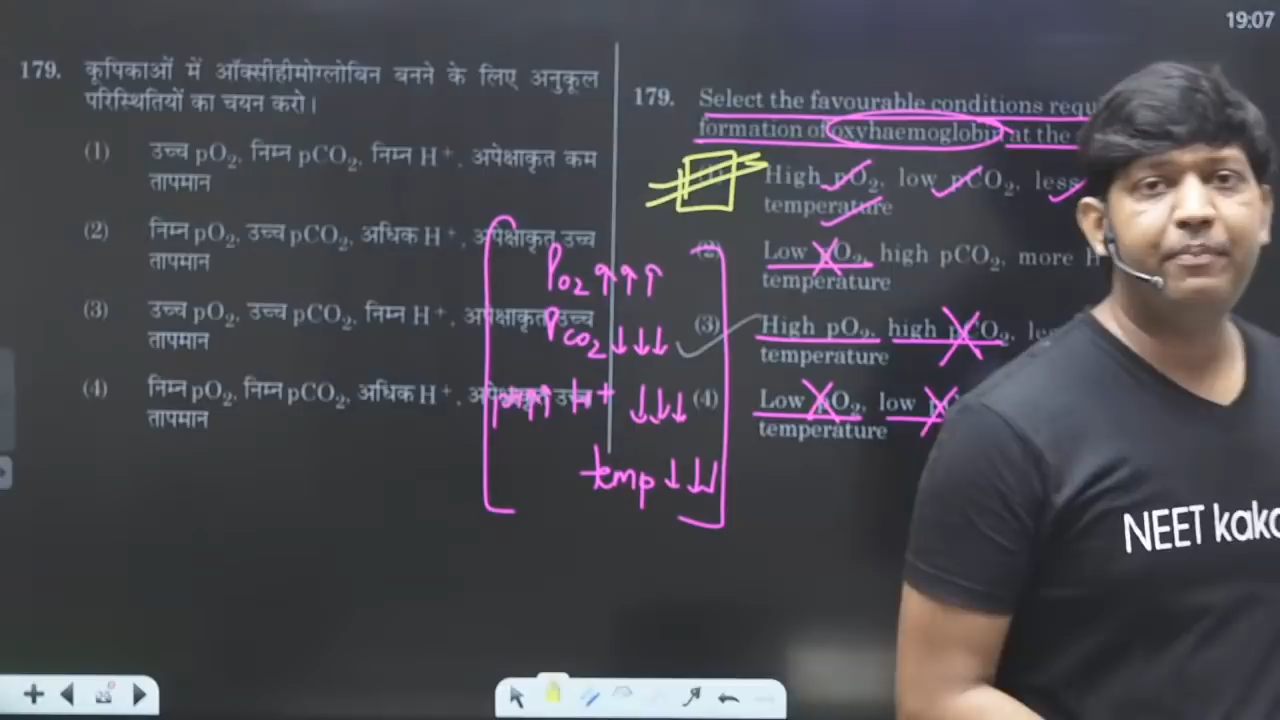 19:07
179. कूपिकाओं में ऑक्सीहीमोग्लोबिन बनने के लिए अनुकूल
परिस्थितियों का चयन करो।
(1) उच्च pO₂, निम्न pCO₂, निम्न H⁺, अपेक्षाकृत कम
तापमान
(2) निम्न pO₂, उच्च pCO₂, अधिक H⁺, अपेक्षाकृत उच्च
तापमान
(3) उच्च pO₂, उच्च pCO₂, निम्न H⁺, अपेक्षाकृत उच्च
तापमान
(4) निम्न pO₂, निम्न pCO₂, अधिक H⁺, अपेक्षाकृत उच्च
तापमान
179. Select the favourable conditions
formation of oxyhaemoglobin at the
High pO₂, low pCO₂, less
temperature
(2) Low pO₂, high pCO₂, more H
temperature
(3) High pO₂, high pCO₂,
temperature
(4) Low pO₂, low
temperature
PO₂ ↑↑↑
PCO₂ ↓↓↓
H⁺ ↓↓↓
temp ↓↓↓
NEET